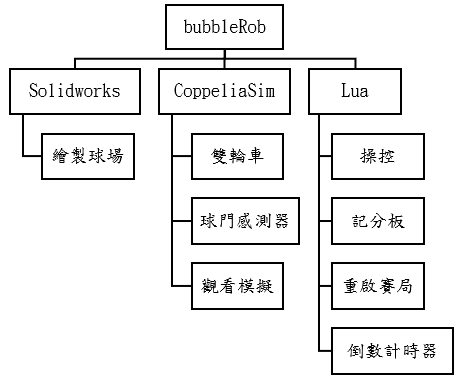 bubbleRob
Solidworks
CoppeliaSim
Lua
繪製球場
雙輪車
操控
球門感測器
記分板
觀看模擬
重啟賽局
倒數計時器